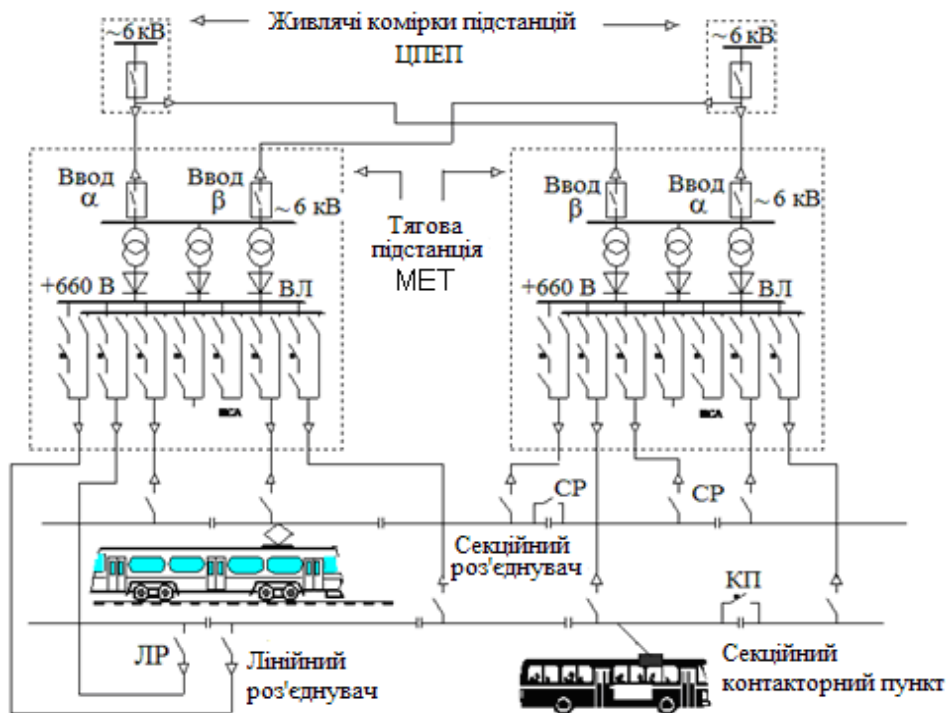 Живлячі комірки підстанцій
ЦПЕП
~6 кВ
~6 кВ
Ввод
α
Ввод
β
~6 кВ
Тягова
підстанція
МЕТ
Ввод
β
Ввод
α
~6 кВ
+660 В
ВЛ
+660 В
ВЛ
СР
СР
Секційний
роз'єднувач
КП
ЛР
Лінійний
роз'єднувач
Секційний
контакторний пункт